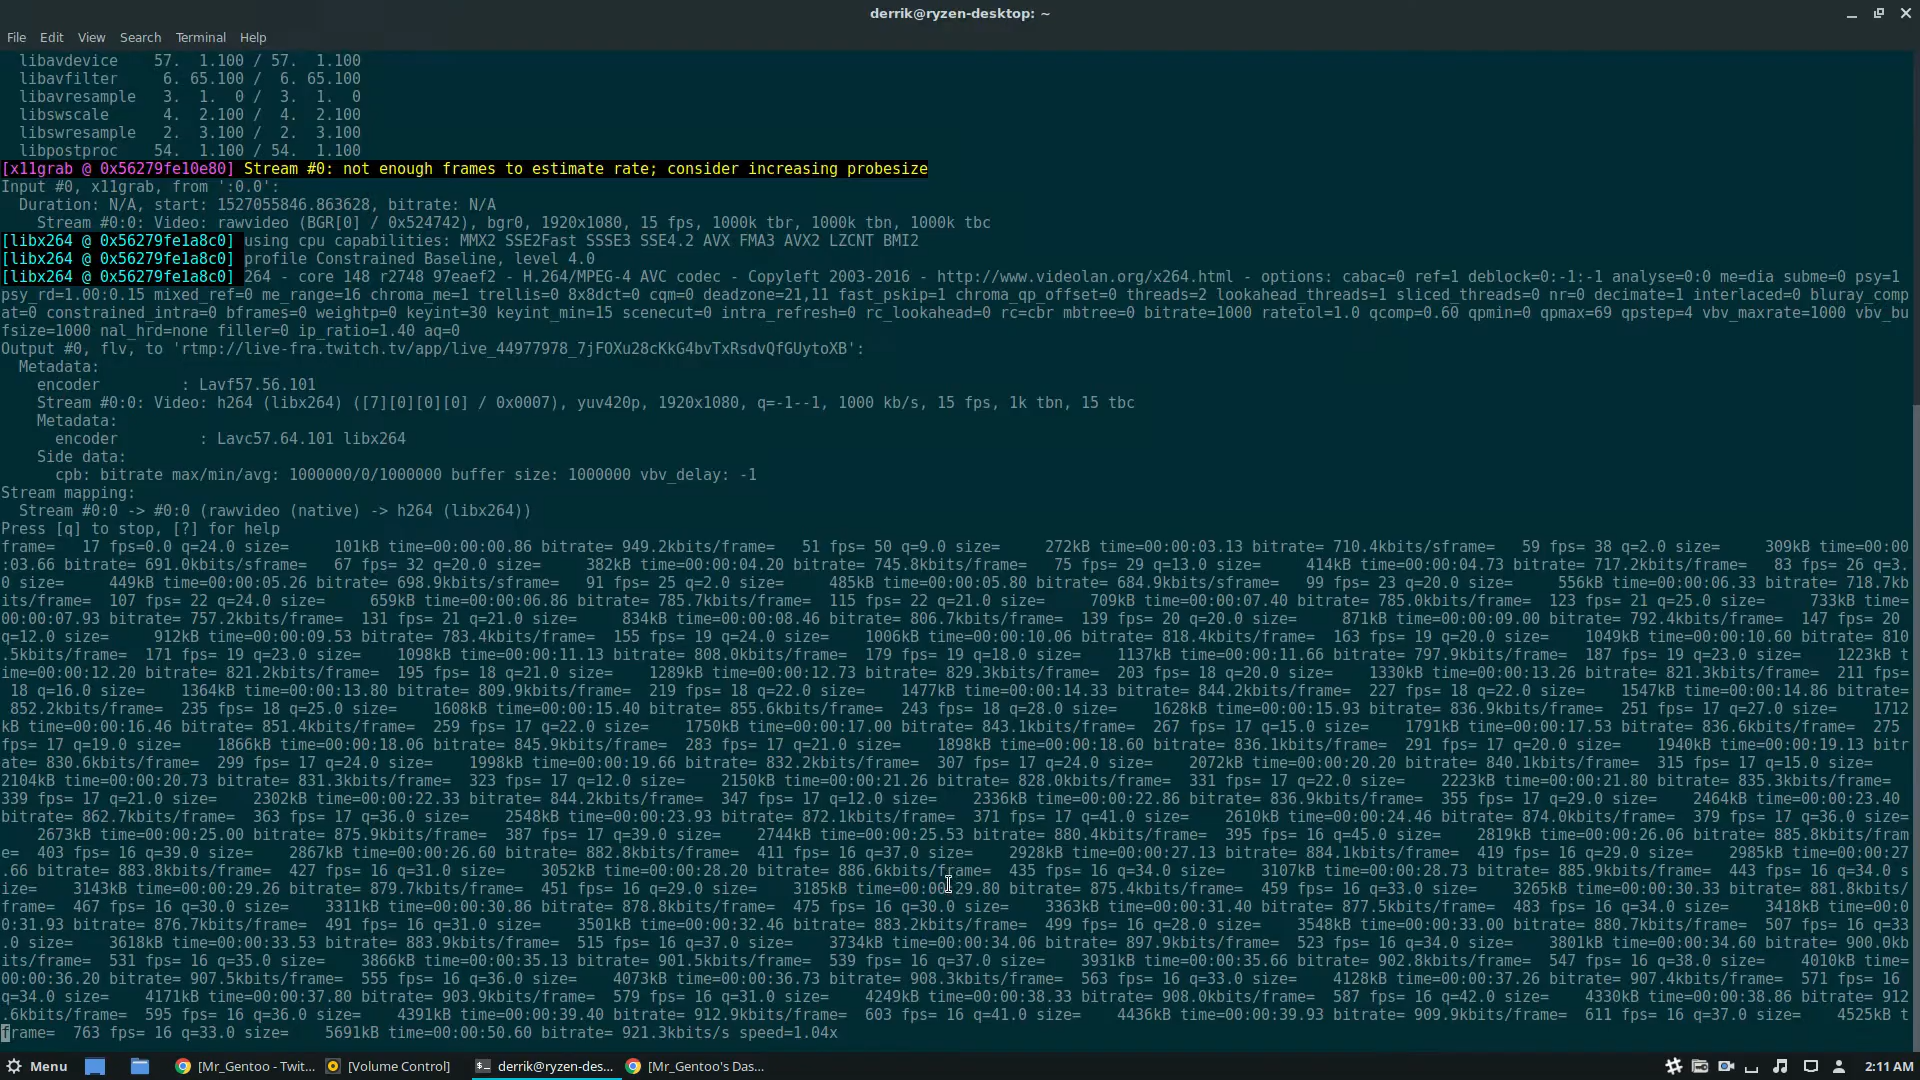 derrik@ryzen-desktop: ~
File Edit View Search Terminal Help
libavdevice 57. 1.100 / 57. 1.100
libavfilter 6. 65.100 / 6. 65.100
libavresample 3. 1. 0 / 3. 1. 0
libswscale 4. 2.100 / 4. 2.100
libswresample 2. 3.100 / 2. 3.100
libpostproc 54. 1.100 / 54. 1.100
[x11grab @ 0x56279fe10e80] Stream #0: not enough frames to estimate rate; consider increasing probesize
Input #0, x11grab, from ':0.0':
Duration: N/A, start: 1527055846.863628, bitrate: N/A
Stream #0:0: Video: rawvideo (BGR[0] / 0x524742), bgr0, 1920x1080, 15 fps, 1000k tbr, 1000k tbn, 1000k tbc
[libx264 @ 0x56279fe1a8c0] using cpu capabilities: MMX2 SSE2Fast SSSE3 SSE4.2 AVX FMA3 AVX2 LZCNT BMI2
[libx264 @ 0x56279fe1a8c0] profile Constrained Baseline, level 4.0
[libx264 @ 0x56279fe1a8c0] 264 - core 148 r2748 97eaef2 - H.264/MPEG-4 AVC codec - Copyleft 2003-2016 - http://www.videolan.org/x264.html - options: cabac=0 ref=1 deblock=0:-1:-1 analyse=0:0 me=dia subme=0 psy=1
psy_rd=1.00:0.15 mixed_ref=0 me_range=16 chroma_me=1 trellis=0 8x8dct=0 cqm=0 deadzone=21,11 fast_pskip=1 chroma_qp_offset=0 threads=2 lookahead_threads=1 sliced_threads=0 nr=0 decimate=1 interlaced=0 bluray_comp
at=0 constrained_intra=0 bframes=0 weightp=0 keyint=30 keyint_min=15 scenecut=0 intra_refresh=0 rc_lookahead=0 rc=cbr mbtree=0 bitrate=1000 ratetol=1.0 qcomp=0.60 qpmin=0 qpmax=69 qpstep=4 vbv_maxrate=1000 vbv_bu
fsize=1000 nal_hrd=none filler=0 ip_ratio=1.40 aq=0
Output #0, flv, to 'rtmp://live-fra.twitch.tv/app/live_44977978_7jFOXu28cKkG4bvTxRsdvQfGUytoXB':
Metadata:
encoder : Lavf57.56.101
Stream #0:0: Video: h264 (libx264) ([7][0][0][0] / 0x0007), yuv420p, 1920x1080, q=-1--1, 1000 kb/s, 15 fps, 1k tbn, 15 tbc
Metadata:
encoder : Lavc57.64.101 libx264
Side data:
cpb: bitrate max/min/avg: 1000000/0/1000000 buffer size: 1000000 vbv_delay: -1
Stream mapping:
Stream #0:0 -> #0:0 (rawvideo (native) -> h264 (libx264))
Press [q] to stop, [?] for help
frame= 17 fps=0.0 q=24.0 size= 101kB time=00:00:00.86 bitrate= 949.2kbits/sframe= 51 fps= 50 q=9.0 size= 272kB time=00:00:03.13 bitrate= 710.4kbits/sframe= 59 fps= 38 q=2.0 size= 309kB time=00:00
:03.66 bitrate= 691.0kbits/sframe= 67 fps= 32 q=20.0 size= 382kB time=00:00:04.20 bitrate= 745.8kbits/frame= 75 fps= 29 q=13.0 size= 414kB time=00:00:04.73 bitrate= 717.2kbits/frame= 83 fps= 26 q=3.
0 size= 449kB time=00:00:05.26 bitrate= 698.9kbits/sframe= 91 fps= 25 q=2.0 size= 485kB time=00:00:05.80 bitrate= 684.9kbits/sframe= 99 fps= 23 q=20.0 size= 556kB time=00:00:06.33 bitrate= 718.7kb
its/frame= 107 fps= 22 q=24.0 size= 659kB time=00:00:06.86 bitrate= 785.7kbits/frame= 115 fps= 22 q=21.0 size= 709kB time=00:00:07.40 bitrate= 785.0kbits/frame= 123 fps= 21 q=25.0 size= 733kB time=
00:00:07.93 bitrate= 757.2kbits/frame= 131 fps= 21 q=21.0 size= 834kB time=00:00:08.46 bitrate= 806.7kbits/frame= 139 fps= 20 q=20.0 size= 871kB time=00:00:09.00 bitrate= 792.4kbits/frame= 147 fps= 20
q=12.0 size= 912kB time=00:00:09.53 bitrate= 783.4kbits/frame= 155 fps= 19 q=24.0 size= 1006kB time=00:00:10.06 bitrate= 818.4kbits/frame= 163 fps= 19 q=20.0 size= 1049kB time=00:00:10.60 bitrate= 810
.5kbits/frame= 171 fps= 19 q=23.0 size= 1098kB time=00:00:11.13 bitrate= 808.0kbits/frame= 179 fps= 19 q=18.0 size= 1137kB time=00:00:11.66 bitrate= 797.9kbits/frame= 187 fps= 19 q=23.0 size= 1223kB t
ime=00:00:12.20 bitrate= 821.2kbits/frame= 195 fps= 18 q=21.0 size= 1289kB time=00:00:12.73 bitrate= 829.3kbits/frame= 203 fps= 18 q=20.0 size= 1330kB time=00:00:13.26 bitrate= 821.3kbits/frame= 211 fps=
18 q=16.0 size= 1364kB time=00:00:13.80 bitrate= 809.9kbits/frame= 219 fps= 18 q=22.0 size= 1477kB time=00:00:14.33 bitrate= 844.2kbits/frame= 227 fps= 18 q=22.0 size= 1547kB time=00:00:14.86 bitrate=
852.2kbits/frame= 235 fps= 18 q=25.0 size= 1608kB time=00:00:15.40 bitrate= 855.6kbits/frame= 243 fps= 18 q=28.0 size= 1628kB time=00:00:15.93 bitrate= 836.9kbits/frame= 251 fps= 17 q=27.0 size= 1712
kB time=00:00:16.46 bitrate= 851.4kbits/frame= 259 fps= 17 q=22.0 size= 1750kB time=00:00:17.00 bitrate= 843.1kbits/frame= 267 fps= 17 q=15.0 size= 1791kB time=00:00:17.53 bitrate= 836.6kbits/frame= 275
fps= 17 q=19.0 size= 1866kB time=00:00:18.06 bitrate= 845.9kbits/frame= 283 fps= 17 q=21.0 size= 1898kB time=00:00:18.60 bitrate= 836.1kbits/frame= 291 fps= 17 q=20.0 size= 1940kB time=00:00:19.13 bitr
ate= 830.6kbits/frame= 299 fps= 17 q=24.0 size= 1998kB time=00:00:19.66 bitrate= 832.2kbits/frame= 307 fps= 17 q=24.0 size= 2072kB time=00:00:20.20 bitrate= 840.1kbits/frame= 315 fps= 17 q=15.0 size=
2104kB time=00:00:20.73 bitrate= 831.3kbits/frame= 323 fps= 17 q=12.0 size= 2150kB time=00:00:21.26 bitrate= 828.0kbits/frame= 331 fps= 17 q=22.0 size= 2223kB time=00:00:21.80 bitrate= 835.3kbits/frame=
339 fps= 17 q=21.0 size= 2302kB time=00:00:22.33 bitrate= 844.2kbits/frame= 347 fps= 17 q=12.0 size= 2336kB time=00:00:22.86 bitrate= 836.9kbits/frame= 355 fps= 17 q=29.0 size= 2464kB time=00:00:23.40
bitrate= 862.7kbits/frame= 363 fps= 17 q=36.0 size= 2548kB time=00:00:23.93 bitrate= 872.1kbits/frame= 371 fps= 17 q=41.0 size= 2610kB time=00:00:24.46 bitrate= 874.0kbits/frame= 379 fps= 17 q=36.0 size=
2673kB time=00:00:25.00 bitrate= 875.9kbits/frame= 387 fps= 17 q=39.0 size= 2744kB time=00:00:25.53 bitrate= 880.4kbits/frame= 395 fps= 16 q=45.0 size= 2819kB time=00:00:26.06 bitrate= 885.8kbits/fram
e= 403 fps= 16 q=39.0 size= 2867kB time=00:00:26.60 bitrate= 882.8kbits/frame= 411 fps= 16 q=37.0 size= 2928kB time=00:00:27.13 bitrate= 884.1kbits/frame= 419 fps= 16 q=29.0 size= 2985kB time=00:00:27
.66 bitrate= 883.8kbits/frame= 427 fps= 16 q=31.0 size= 3052kB time=00:00:28.20 bitrate= 886.6kbits/frame= 435 fps= 16 q=34.0 size= 3107kB time=00:00:28.73 bitrate= 885.9kbits/frame= 443 fps= 16 q=34.0 s
ize= 3143kB time=00:00:29.26 bitrate= 879.7kbits/frame= 451 fps= 16 q=29.0 size= 3185kB time=00:00:29.80 bitrate= 875.4kbits/frame= 459 fps= 16 q=33.0 size= 3265kB time=00:00:30.33 bitrate= 881.8kbits/
frame= 467 fps= 16 q=30.0 size= 3311kB time=00:00:30.86 bitrate= 878.8kbits/frame= 475 fps= 16 q=30.0 size= 3363kB time=00:00:31.40 bitrate= 877.5kbits/frame= 483 fps= 16 q=34.0 size= 3418kB time=00:0
0:31.93 bitrate= 876.7kbits/frame= 491 fps= 16 q=31.0 size= 3501kB time=00:00:32.46 bitrate= 883.2kbits/frame= 499 fps= 16 q=28.0 size= 3548kB time=00:00:33.00 bitrate= 880.7kbits/frame= 507 fps= 16 q=33
.0 size= 3618kB time=00:00:33.53 bitrate= 883.9kbits/frame= 515 fps= 16 q=37.0 size= 3734kB time=00:00:34.06 bitrate= 897.9kbits/frame= 523 fps= 16 q=34.0 size= 3801kB time=00:00:34.60 bitrate= 900.0kb
its/frame= 531 fps= 16 q=35.0 size= 3866kB time=00:00:35.13 bitrate= 901.5kbits/frame= 539 fps= 16 q=37.0 size= 3931kB time=00:00:35.66 bitrate= 902.8kbits/frame= 547 fps= 16 q=38.0 size= 4010kB time=
00:00:36.20 bitrate= 907.5kbits/frame= 555 fps= 16 q=36.0 size= 4073kB time=00:00:36.73 bitrate= 908.3kbits/frame= 563 fps= 16 q=33.0 size= 4128kB time=00:00:37.26 bitrate= 907.4kbits/frame= 571 fps= 16
q=34.0 size= 4171kB time=00:00:37.80 bitrate= 903.9kbits/frame= 579 fps= 16 q=31.0 size= 4249kB time=00:00:38.33 bitrate= 908.0kbits/frame= 587 fps= 16 q=42.0 size= 4330kB time=00:00:38.86 bitrate= 912
.6kbits/frame= 595 fps= 16 q=36.0 size= 4391kB time=00:00:39.40 bitrate= 912.9kbits/frame= 603 fps= 16 q=41.0 size= 4436kB time=00:00:39.93 bitrate= 909.9kbits/frame= 611 fps= 16 q=37.0 size= 4525kB t
frame= 763 fps= 16 q=33.0 size= 5691kB time=00:00:50.60 bitrate= 921.3kbits/s speed=1.04x
Menu [Mr_Gentoo - Twit... [Volume Control] derrik@ryzen-des... [Mr_Gentoo's Das... 2:11 AM